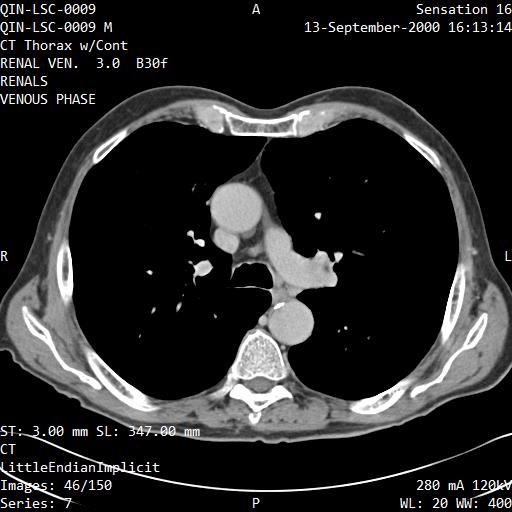 QIN-LSC-0009 A Sensation 16
QIN-LSC-0009 M 13-September-2000 16:13:14
CT Thorax w/Cont
RENAL VEN. 3.0 B30f
RENALS
VENOUS PHASE
R L
ST: 3.00 mm SL: 347.00 mm
CT
LittleEndianImplicit
Images: 46/150 280 mA 120kV
Series: 7 P WL: 20 WW: 400